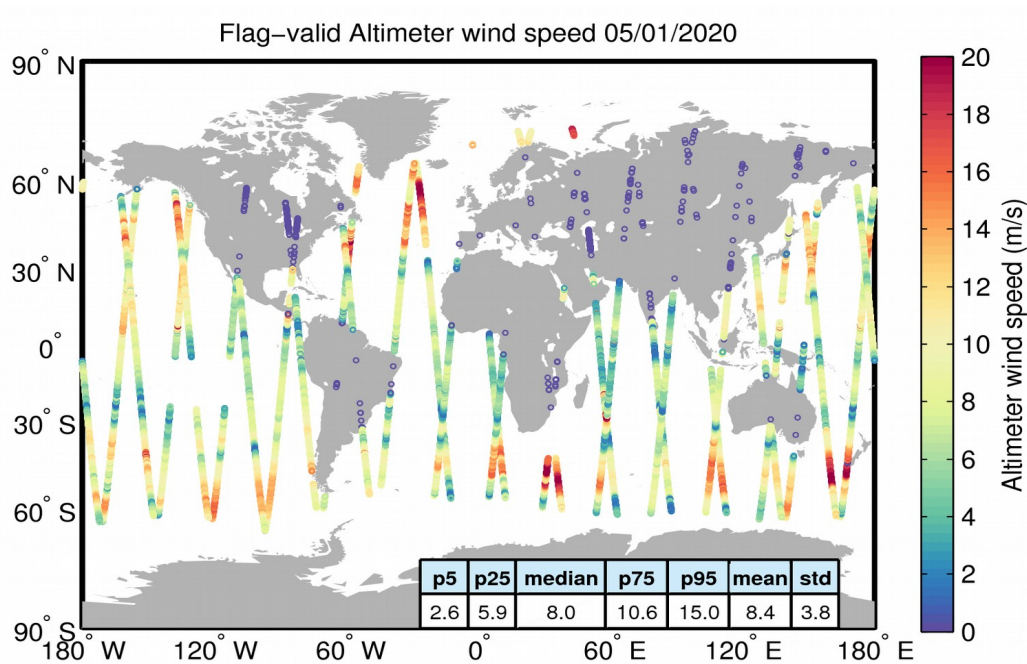 Flag-valid Altimeter wind speed 05/01/2020
90° N
60° N
30° N
0°
30° S
60° S
90° S
180° W
120° W
60° W
0°
60° E
120° E
180° E
p5 p25 median p75 p95 mean std
2.6 5.9 8.0 10.6 15.0 8.4 3.8
20
18
16
14
12
10
8
6
4
2
0
Altimeter wind speed (m/s)